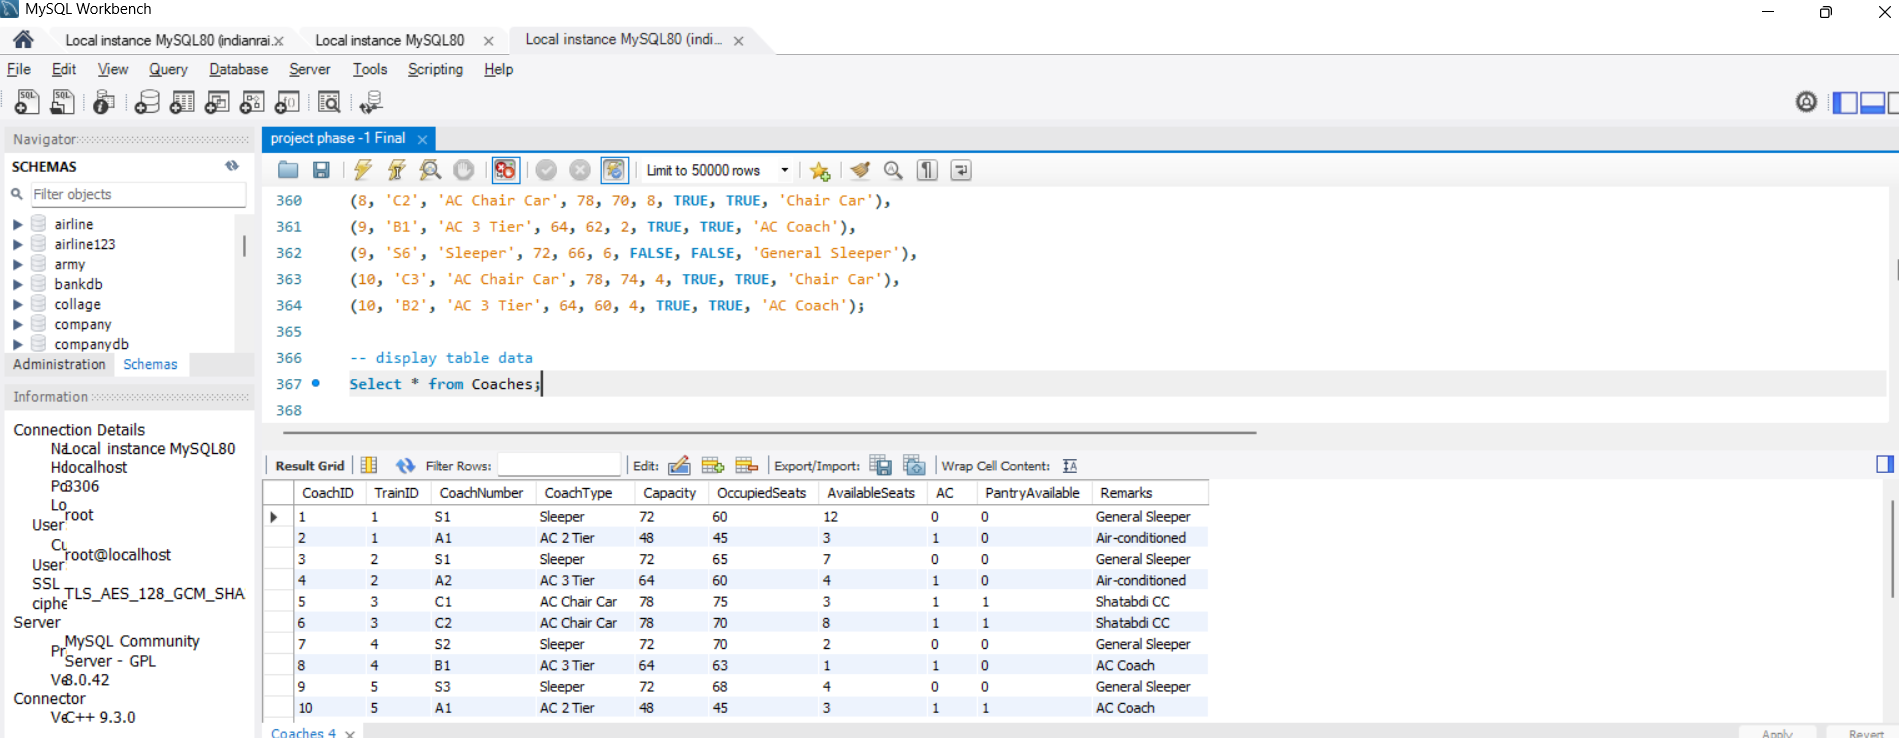 MySQL Workbench
Local instance MySQL80 (indianrai... Local instance MySQL80 Local instance MySQL80 (indi...
File Edit View Query Database Server Tools Scripting Help
Navigator
project phase -1 Final
SCHEMAS
Filter objects
airline
airline123
army
bankdb
collage
company
companydb
Administration Schemas
Information
Connection Details
Local instance MySQL80
localhost
3306
root
User
root@localhost
User
SSL
TLS_AES_128_GCM_SHA
ciphe
Server
MySQL Community
Server - GPL
8.0.42
Connector
C++ 9.3.0
Limit to 50000 rows
360 (8, 'C2', 'AC Chair Car', 78, 70, 8, TRUE, TRUE, 'Chair Car'),
361 (9, 'B1', 'AC 3 Tier', 64, 62, 2, TRUE, TRUE, 'AC Coach'),
362 (9, 'S6', 'Sleeper', 72, 66, 6, FALSE, FALSE, 'General Sleeper'),
363 (10, 'C3', 'AC Chair Car', 78, 74, 4, TRUE, TRUE, 'Chair Car'),
364 (10, 'B2', 'AC 3 Tier', 64, 60, 4, TRUE, TRUE, 'AC Coach');
365
366 -- display table data
367 Select * from Coaches;
368
Result Grid Filter Rows: Edit: Export/Import: Wrap Cell Content:
CoachID TrainID CoachNumber CoachType Capacity OccupiedSeats AvailableSeats AC PantryAvailable Remarks
1 1 S1 Sleeper 72 60 12 0 0 General Sleeper
2 1 A1 AC 2 Tier 48 45 3 1 0 Air-conditioned
3 2 S1 Sleeper 72 65 7 0 0 General Sleeper
4 2 A2 AC 3 Tier 64 60 4 1 0 Air-conditioned
5 3 C1 AC Chair Car 78 75 3 1 1 Shatabdi CC
6 3 C2 AC Chair Car 78 70 8 1 1 Shatabdi CC
7 4 S2 Sleeper 72 70 2 0 0 General Sleeper
8 4 B1 AC 3 Tier 64 63 1 1 0 AC Coach
9 5 S3 Sleeper 72 68 4 0 0 General Sleeper
10 5 A1 AC 2 Tier 48 45 3 1 1 AC Coach
Coaches 4 Apply Revert